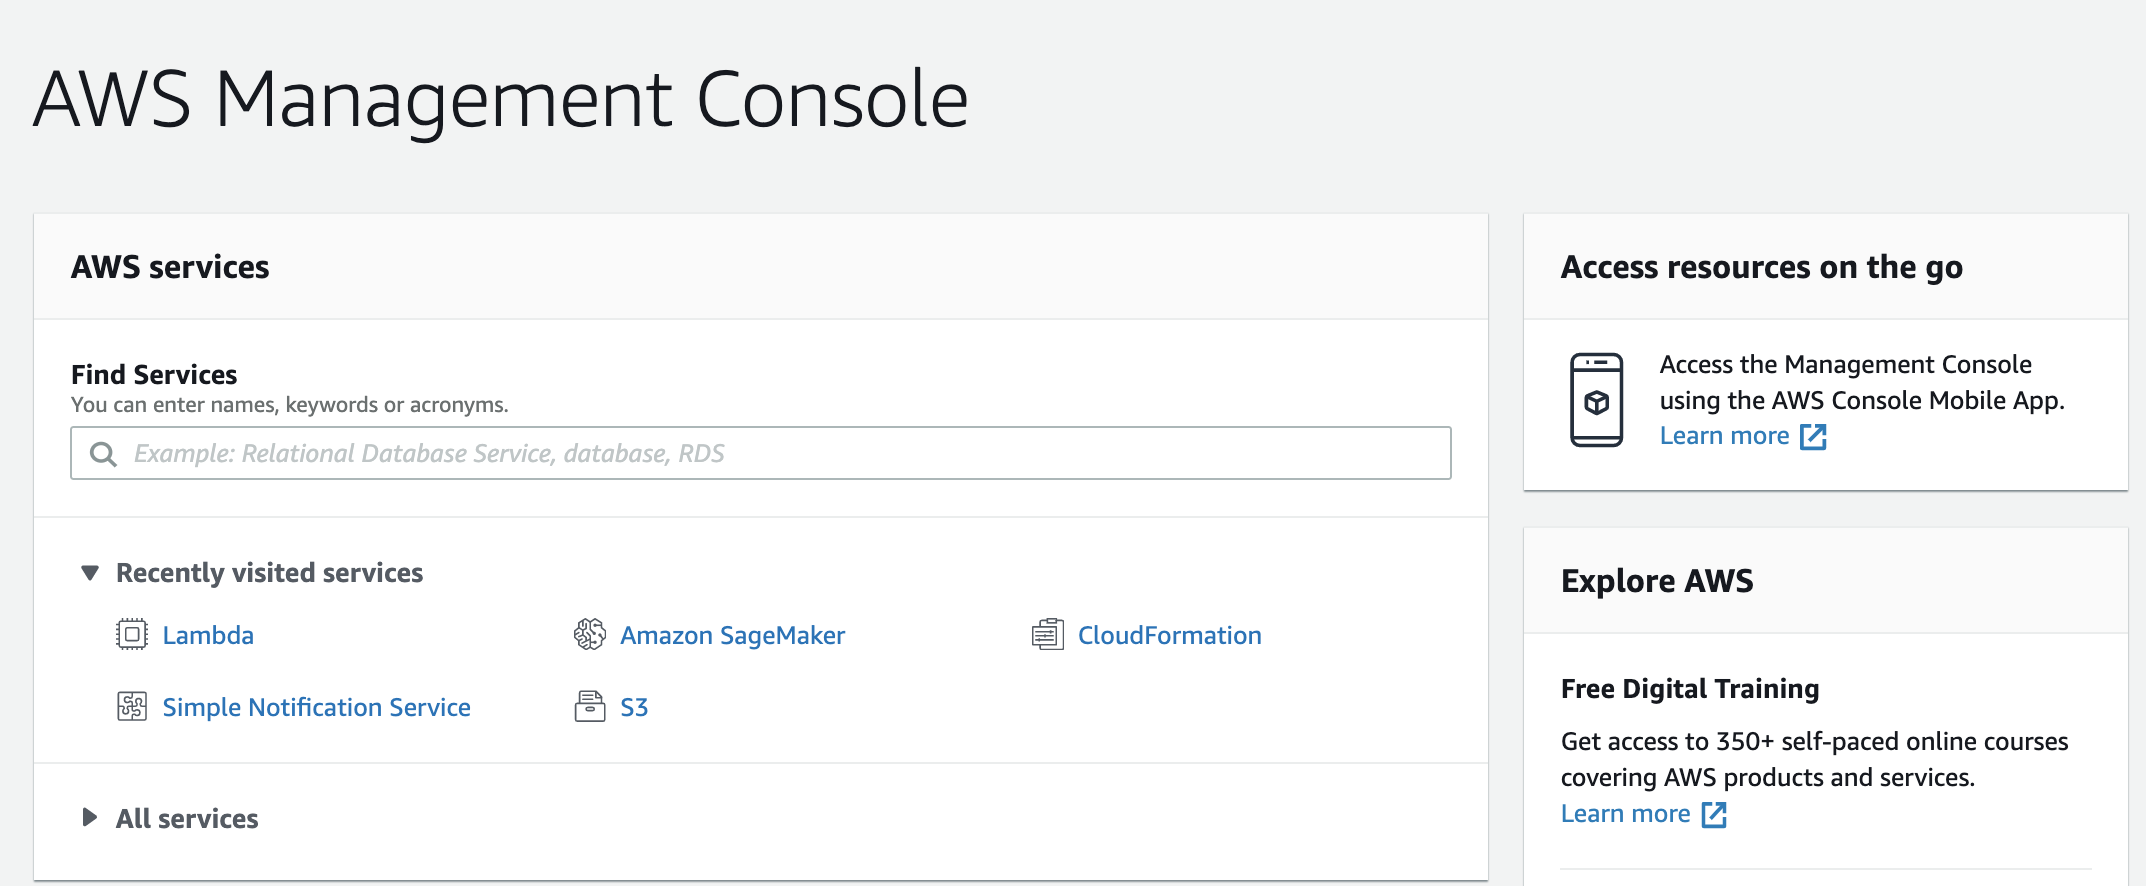 AWS Management Console
AWS services
Find Services
You can enter names, keywords or acronyms.
Example: Relational Database Service, database, RDS
Recently visited services
Lambda
Amazon SageMaker
CloudFormation
Simple Notification Service
S3
All services
Access resources on the go
Access the Management Console
using the AWS Console Mobile App.
Learn more
Explore AWS
Free Digital Training
Get access to 350+ self-paced online courses
covering AWS products and services.
Learn more